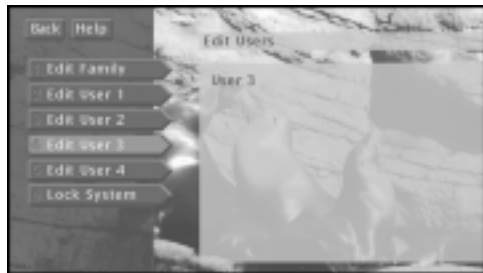 Back Help
Edit Users
Edit Family
User 3
Edit User 1
Edit User 2
Edit User 3
Edit User 4
Lock System